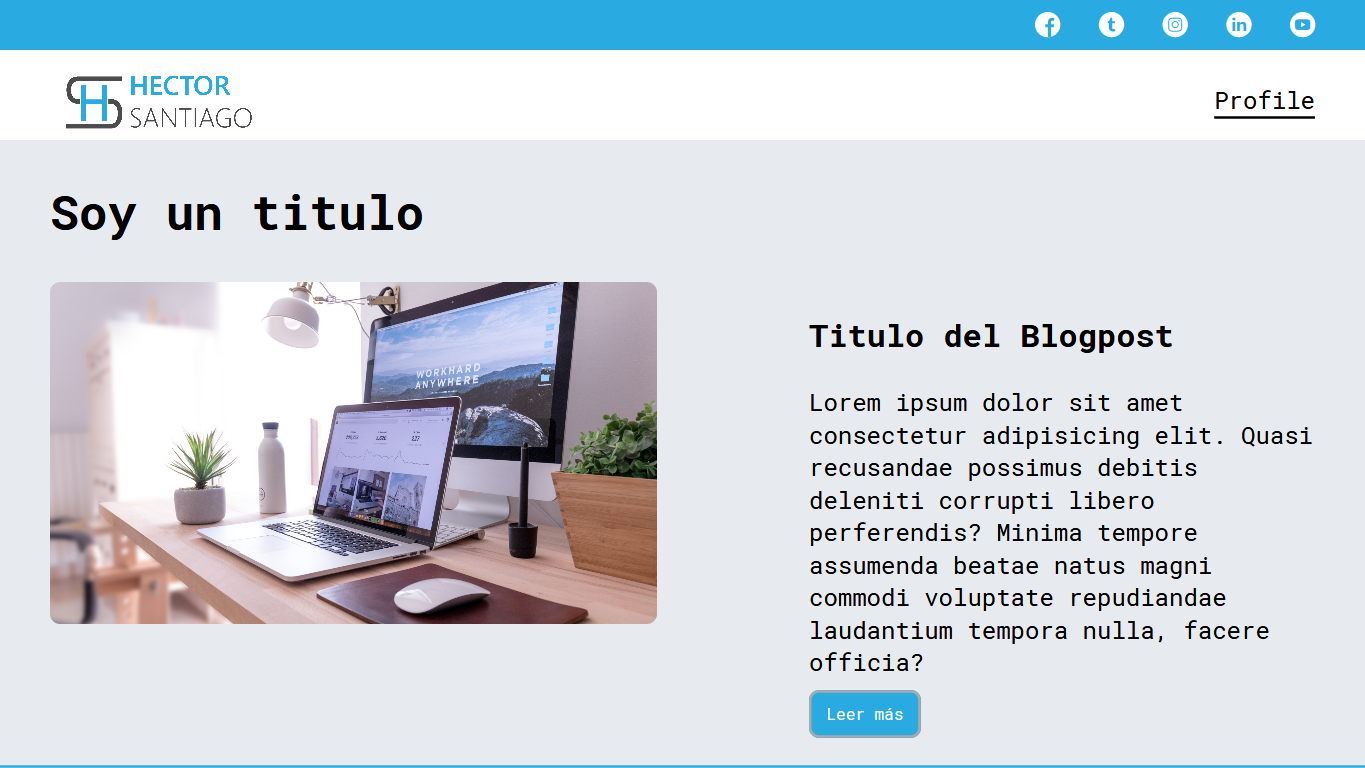 HECTOR
SANTIAGO
Profile
Soy un titulo
WORKHARD
ANYWHERE
Titulo del Blogpost
Lorem ipsum dolor sit amet
consectetur adipisicing elit. Quasi
recusandae possimus debitis
deleniti corrupti libero
perferendis? Minima tempore
assumenda beatae natus magni
commodi voluptate repudiandae
laudantium tempora nulla, facere
officia?
Leer más